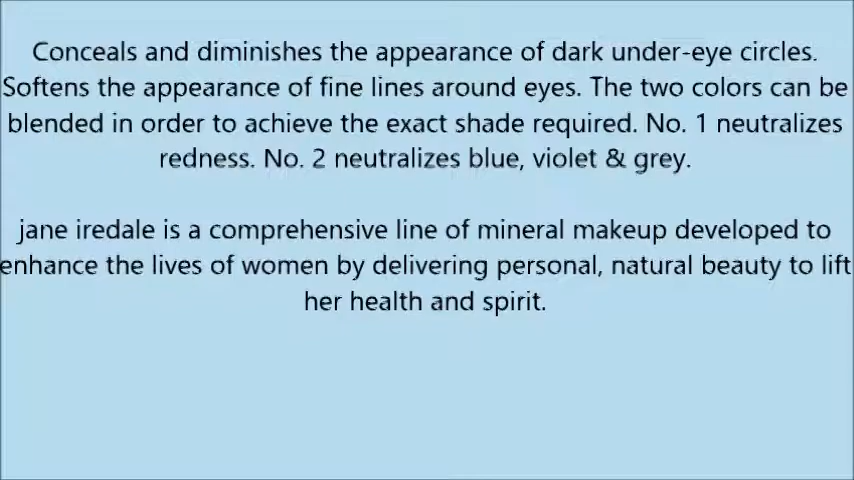 Conceals and diminishes the appearance of dark under-eye circles.
Softens the appearance of fine lines around eyes. The two colors can be
blended in order to achieve the exact shade required. No. 1 neutralizes
redness. No. 2 neutralizes blue, violet & grey.
jane iredale is a comprehensive line of mineral makeup developed to
enhance the lives of women by delivering personal, natural beauty to lift
her health and spirit.